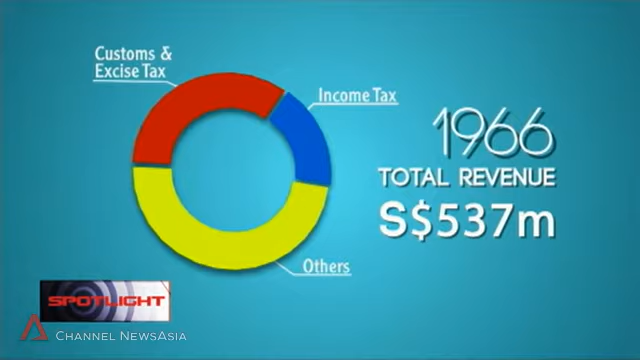 Customs &
Excise Tax
Income Tax
1966
TOTAL REVENUE
S$537m
Others
SPOTLIGHT
CHANNEL NEWSASIA